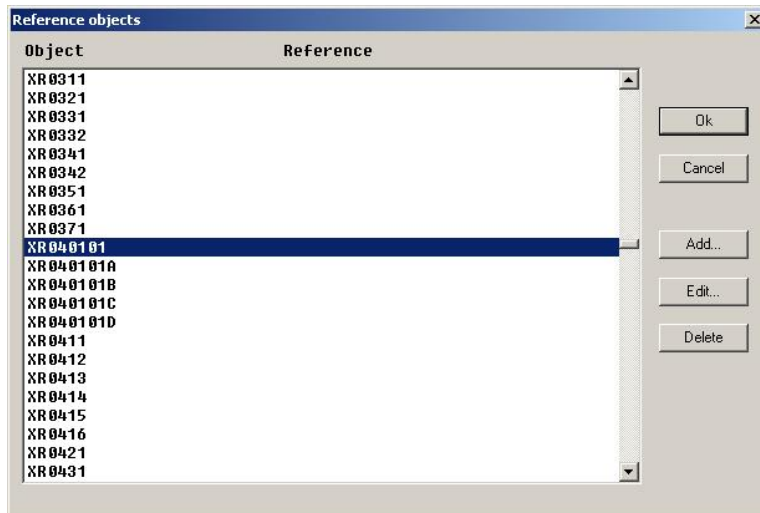 Reference objects
Object Reference
XR0311
XR0321
XR0331
XR0332
XR0341
XR0342
XR0351
XR0361
XR0371
XR040101
XR040101A
XR040101B
XR040101C
XR040101D
XR0411
XR0412
XR0413
XR0414
XR0415
XR0416
XR0421
XR0431
Ok
Cancel
Add...
Edit...
Delete